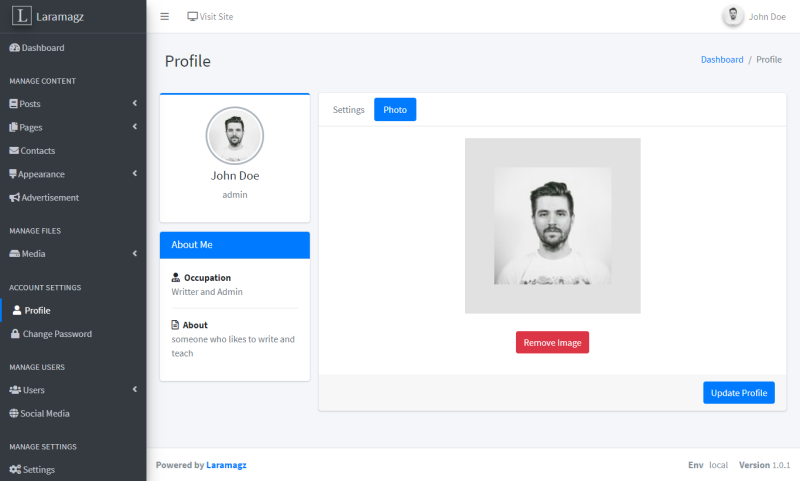 L Laramagz
Visit Site
John Doe
Dashboard
MANAGE CONTENT
Posts
Pages
Contacts
Appearance
Advertisement
MANAGE FILES
Media
ACCOUNT SETTINGS
Profile
Change Password
MANAGE USERS
Users
Social Media
MANAGE SETTINGS
Settings
Profile
Dashboard / Profile
John Doe
admin
About Me
Occupation
Writter and Admin
About
someone who likes to write and
teach
Settings
Photo
Remove Image
Update Profile
Powered by Laramagz
Env local
Version 1.0.1